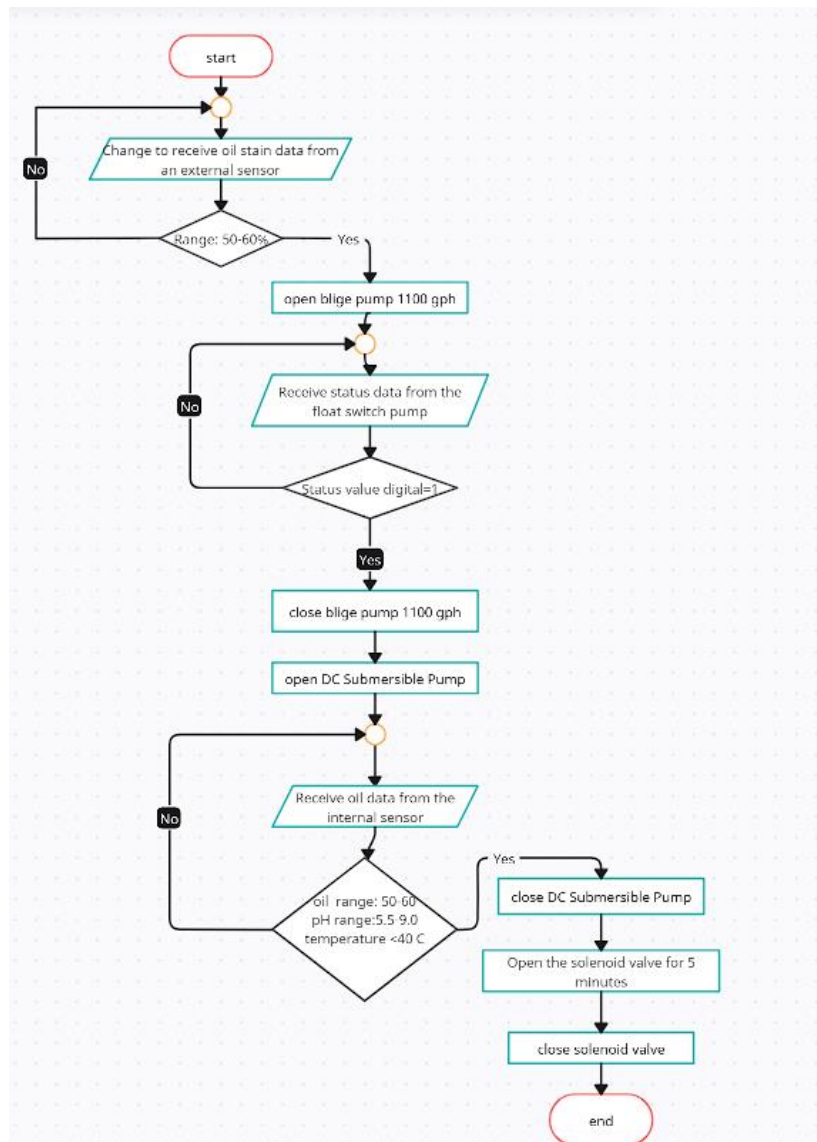 start
Change to receive oil stain data from
an external sensor
No
Range: 50-60%
Yes
open blige pump 1100 gph
Receive status data from the
float switch pump
No
Status value digital=1
Yes
close blige pump 1100 gph
open DC Submersible Pump
Receive oil data from the
internal sensor
No
oil range: 50-60
pH range:5.5-9.0
temperature <40 C
Yes
close DC Submersible Pump
Open the solenoid valve for 5
minutes
close solenoid valve
end